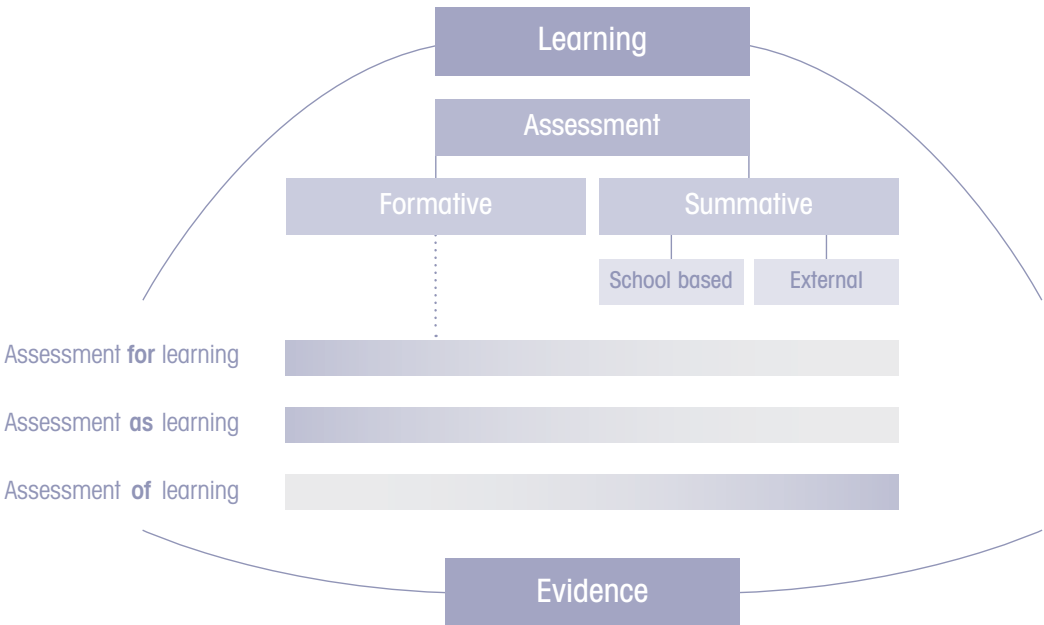 Learning
Assessment
Formative
Summative
School based
External
Assessment for learning
Assessment as learning
Assessment of learning
Evidence